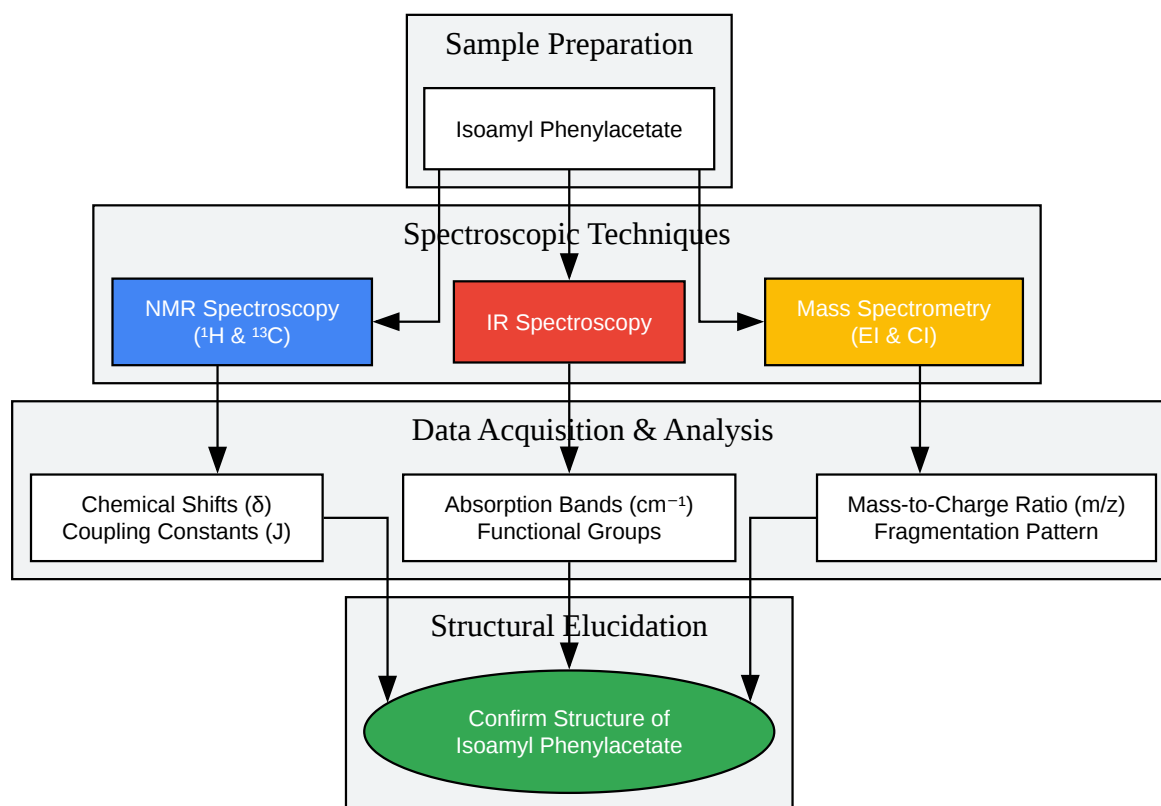 Sample Preparation
Isoamyl Phenylacetate
Spectroscopic Techniques
NMR Spectroscopy
(¹H & ¹³C)
IR Spectroscopy
Mass Spectrometry
(EI & CI)
Data Acquisition & Analysis
Chemical Shifts (δ)
Coupling Constants (J)
Absorption Bands (cm⁻¹)
Functional Groups
Mass-to-Charge Ratio (m/z)
Fragmentation Pattern
Structural Elucidation
Confirm Structure of
Isoamyl Phenylacetate